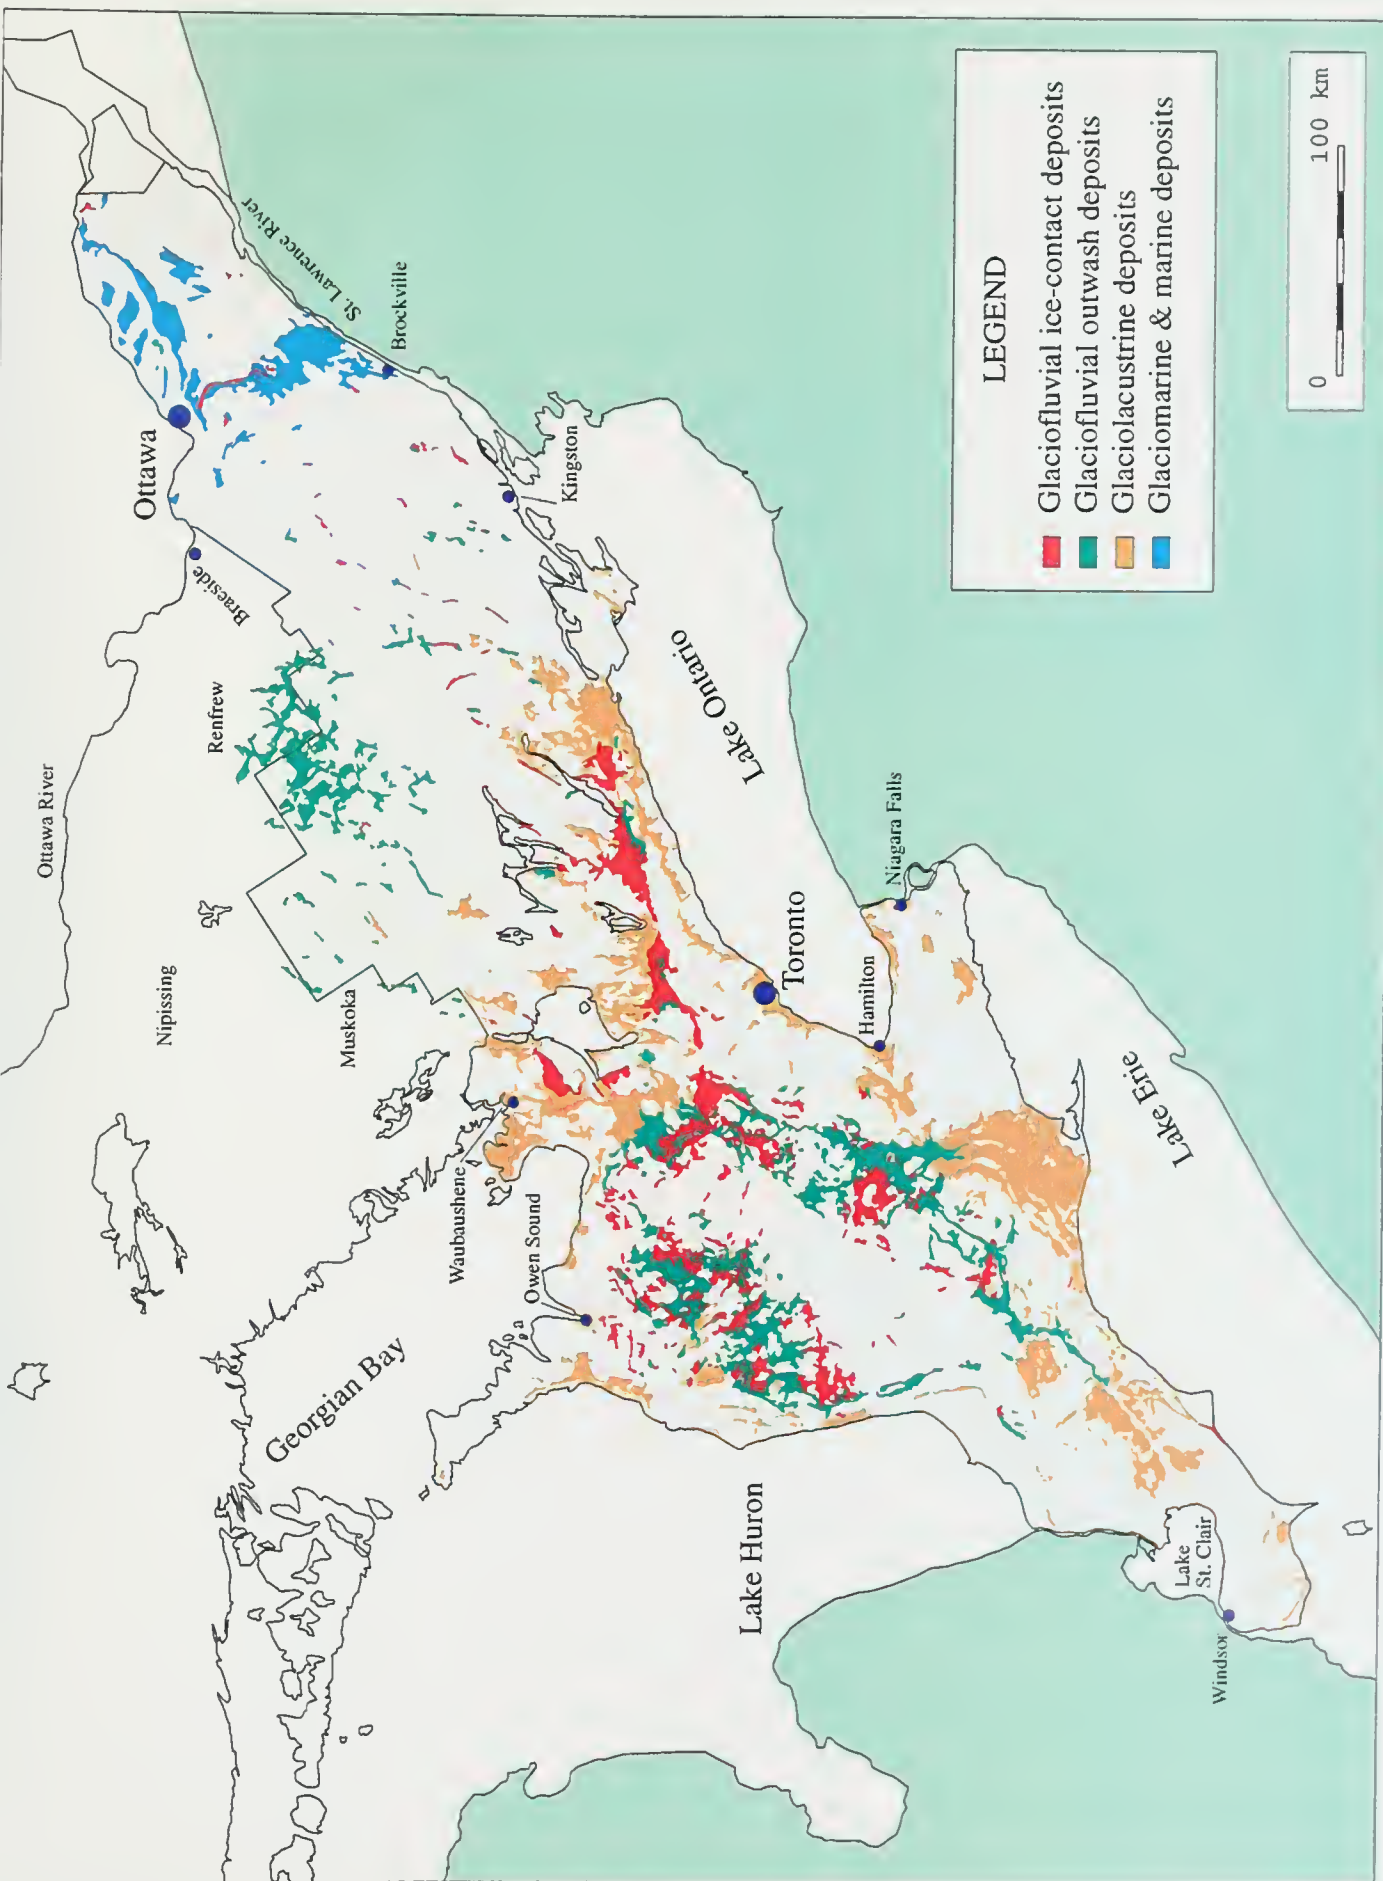 Ottawa River
Nipissing
Muskoka
Renfrew
Braeside
Ottawa
St. Lawrence River
Brockville
Kingston
Georgian Bay
Waubaushene
Owen Sound
Lake Huron
Lake Ontario
Toronto
Hamilton
Niagara Falls
Lake Erie
Lake
St. Clair
Windsor
LEGEND
Glaciofluvial ice-contact deposits
Glaciofluvial outwash deposits
Glaciolacustrine deposits
Glaciomarine & marine deposits
0 100 km